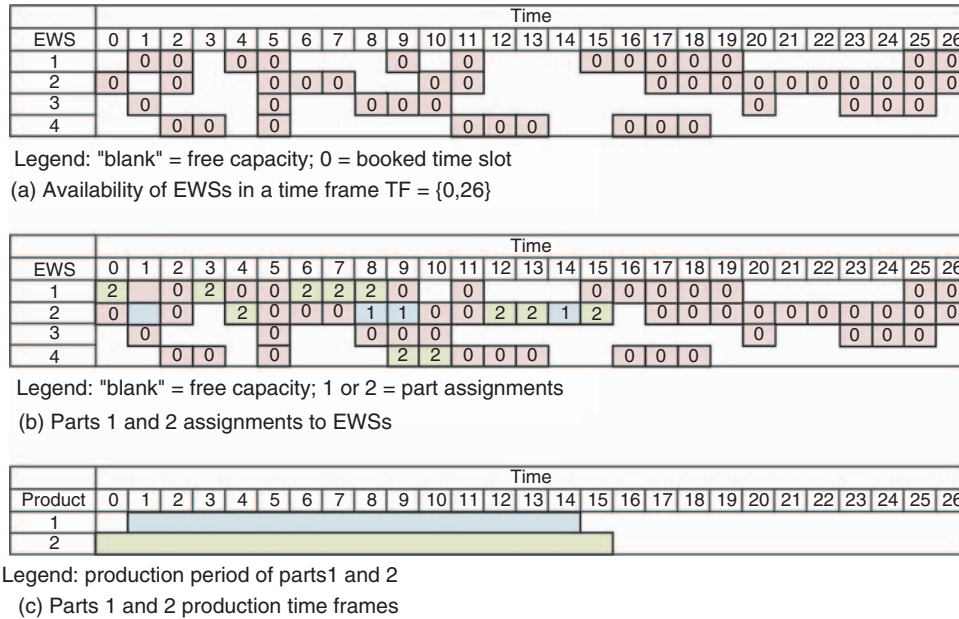 Time
EWS 0 1 2 3 4 5 6 7 8 9 10 11 12 13 14 15 16 17 18 19 20 21 22 23 24 25 26
1 0 0 0 0 0 0 0 0 0 0 0 0 0
2 0 0 0 0 0 0 0 0 0 0 0 0 0 0 0 0 0
3 0 0 0 0 0 0 0 0 0
4 0 0 0 0 0 0 0 0 0
Legend: "blank" = free capacity; 0 = booked time slot
(a) Availability of EWSs in a time frame TF = {0,26}
Time
EWS 0 1 2 3 4 5 6 7 8 9 10 11 12 13 14 15 16 17 18 19 20 21 22 23 24 25 26
1 2 0 2 0 0 2 2 2 0 0 0 0 0 0 0 0 0
2 0 0 2 0 0 0 1 1 0 0 2 2 1 2 0 0 0 0 0 0 0 0 0 0
3 0 0 0 0 0 0 0 0 0
4 0 0 0 2 2 0 0 0 0 0 0
Legend: "blank" = free capacity; 1 or 2 = part assignments
(b) Parts 1 and 2 assignments to EWSs
Time
Product 0 1 2 3 4 5 6 7 8 9 10 11 12 13 14 15 16 17 18 19 20 21 22 23 24 25 26
1
2
Legend: production period of parts1 and 2
(c) Parts 1 and 2 production time frames